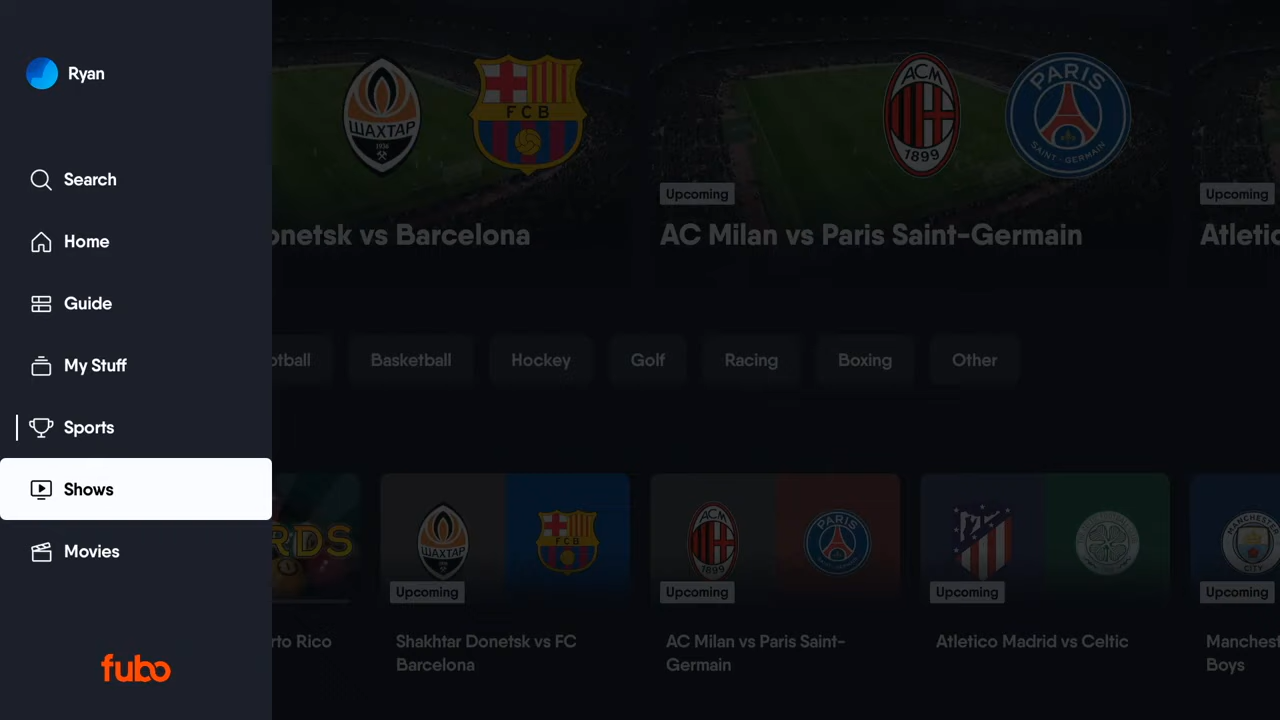 Ryan
Search
Home
Guide
My Stuff
Sports
Shows
Movies
fubo
ШАХТАР
1936
FCB
onetsk vs Barcelona
ACM
1899
PARIS
SAINT-GERMAIN
Upcoming
AC Milan vs Paris Saint-Germain
Upcoming
Atletic
otball
Basketball
Hockey
Golf
Racing
Boxing
Other
RDS
rto Rico
ШАХТАР
FCB
Upcoming
Shakhtar Donetsk vs FC
Barcelona
ACM
1899
PARIS
Upcoming
AC Milan vs Paris Saint-
Germain
Upcoming
Atletico Madrid vs Celtic
MANCHESTER
CITY
Upcoming
Manchest
Boys